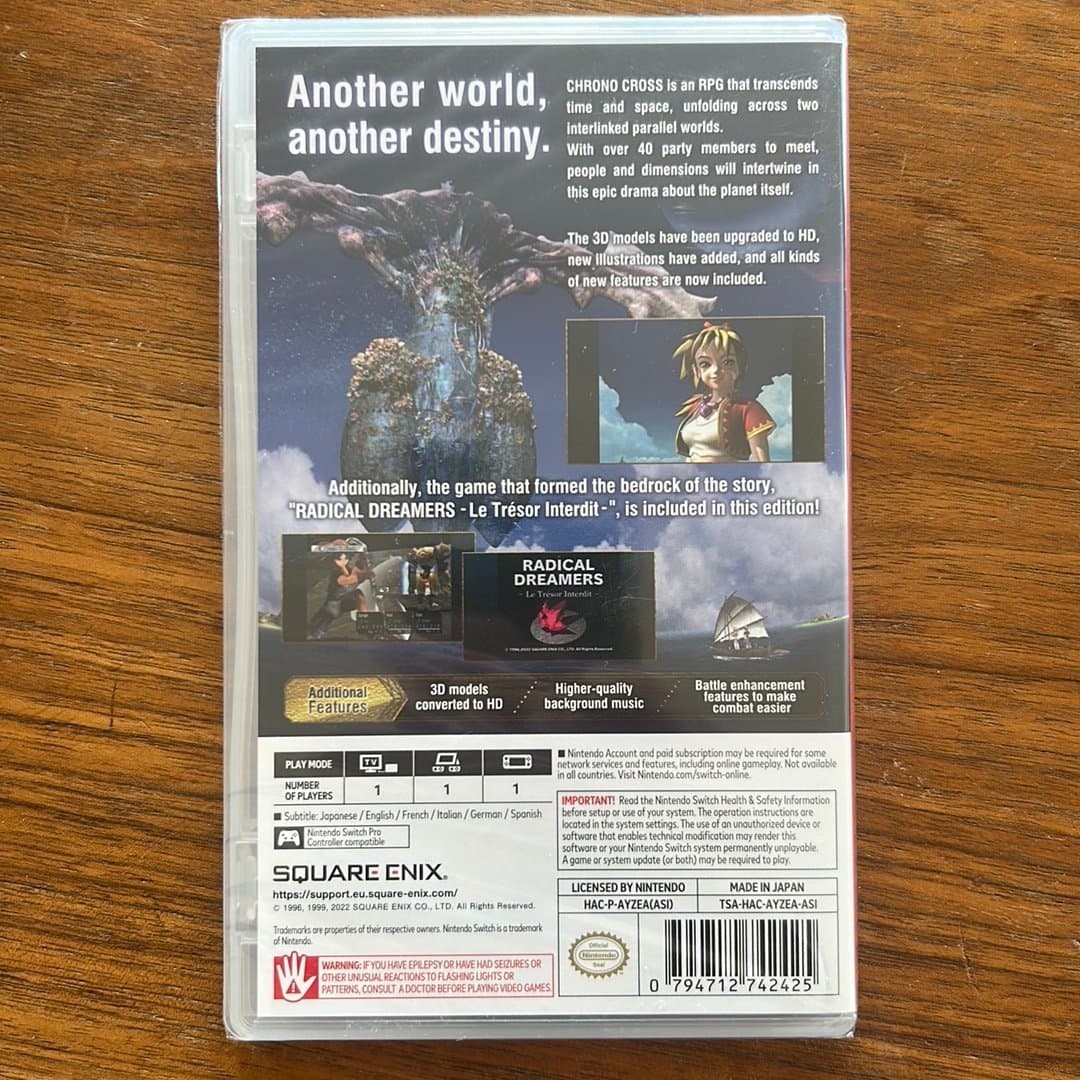 Another world,
another destiny.
CHRONO CROSS is an RPG that transcends
time and space, unfolding across two
interlinked parallel worlds.
With over 40 party members to meet,
people and dimensions will intertwine in
this epic drama about the planet itself.
The 3D models have been upgraded to HD,
new illustrations have added, and all kinds
of new features are now included.
Additionally, the game that formed the bedrock of the story,
"RADICAL DREAMERS - Le Trésor Interdit -", is included in this edition!
RADICAL
DREAMERS
- Le Trésor Interdit -
© 1996, 2022 SQUARE ENIX CO., LTD. All Rights Reserved.
Additional
Features
3D models
converted to HD
Higher-quality
background music
Battle enhancement
features to make
combat easier
PLAY MODE
TV
NUMBER
OF PLAYERS
1
1
1
■ Subtitle: Japanese / English / French / Italian / German / Spanish
Nintendo Switch Pro
Controller compatible
SQUARE ENIX®
https://support.eu.square-enix.com/
© 1996, 1999, 2022 SQUARE ENIX CO., LTD. All Rights Reserved.
Trademarks are properties of their respective owners. Nintendo Switch is a trademark
of Nintendo.
WARNING: IF YOU HAVE EPILEPSY OR HAVE HAD SEIZURES OR
OTHER UNUSUAL REACTIONS TO FLASHING LIGHTS OR
PATTERNS, CONSULT A DOCTOR BEFORE PLAYING VIDEO GAMES.
■ Nintendo Account and paid subscription may be required for some
network services and features, including online gameplay. Not available
in all countries. Visit Nintendo.com/switch-online.
IMPORTANT! Read the Nintendo Switch Health & Safety Information
before setup or use of your system. The operation instructions are
located in the system settings. The use of an unauthorized device or
software that enables technical modification may render this
software or your Nintendo Switch system permanently unplayable.
A game or system update (or both) may be required to play.
LICENSED BY NINTENDO
MADE IN JAPAN
HAC-P-AYZEA(ASI)
TSA-HAC-AYZEA-ASI
Official
Nintendo
Seal
0 794712 742425